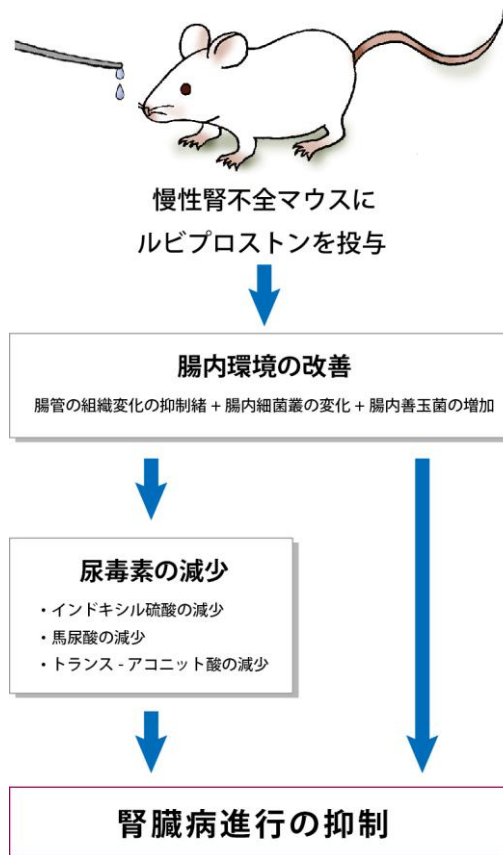 慢性腎不全マウスに
ルビプロストンを投与
腸内環境の改善
腸管の組織変化の抑制緒 + 腸内細菌叢の変化 + 腸内善玉菌の増加
尿毒素の減少
・インドキシル硫酸の減少
・馬尿酸の減少
・トランス - アコニット酸の減少
腎臓病進行の抑制